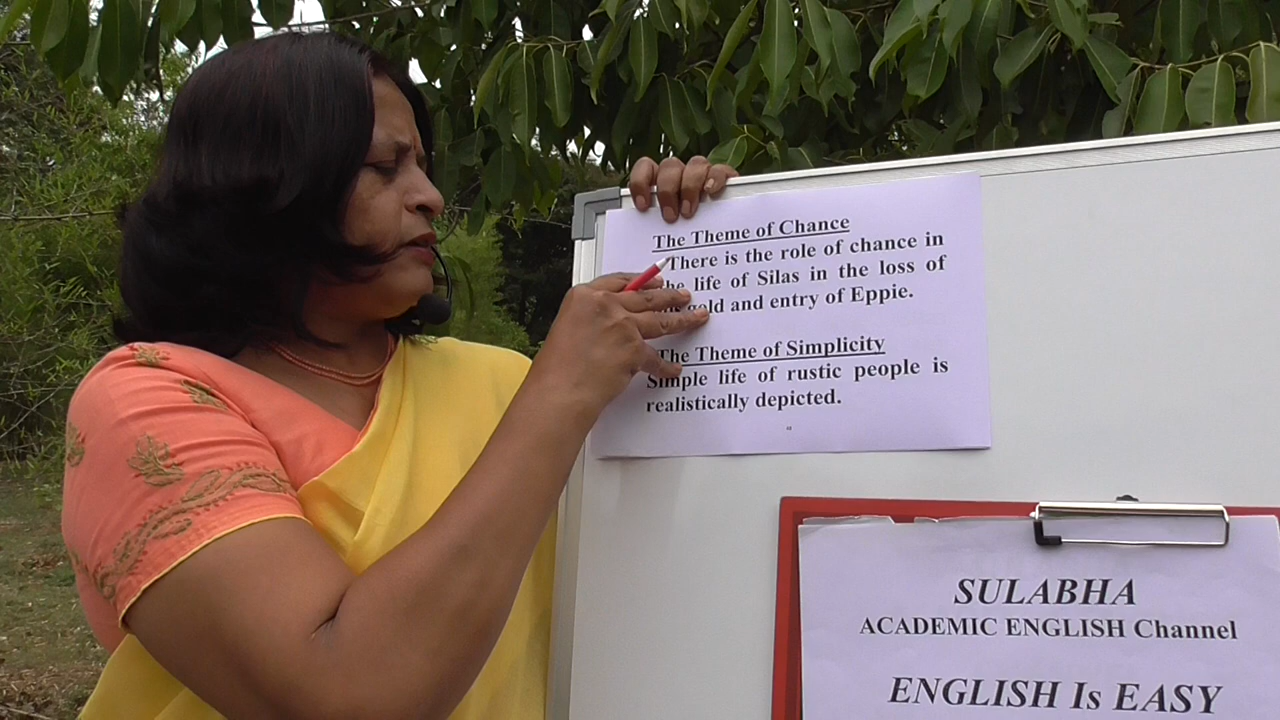 The Theme of Chance
There is the role of chance in
the life of Silas in the loss of
gold and entry of Eppie.
The Theme of Simplicity
Simple life of rustic people is
realistically depicted.
SULABHA
ACADEMIC ENGLISH Channel
ENGLISH Is EASY